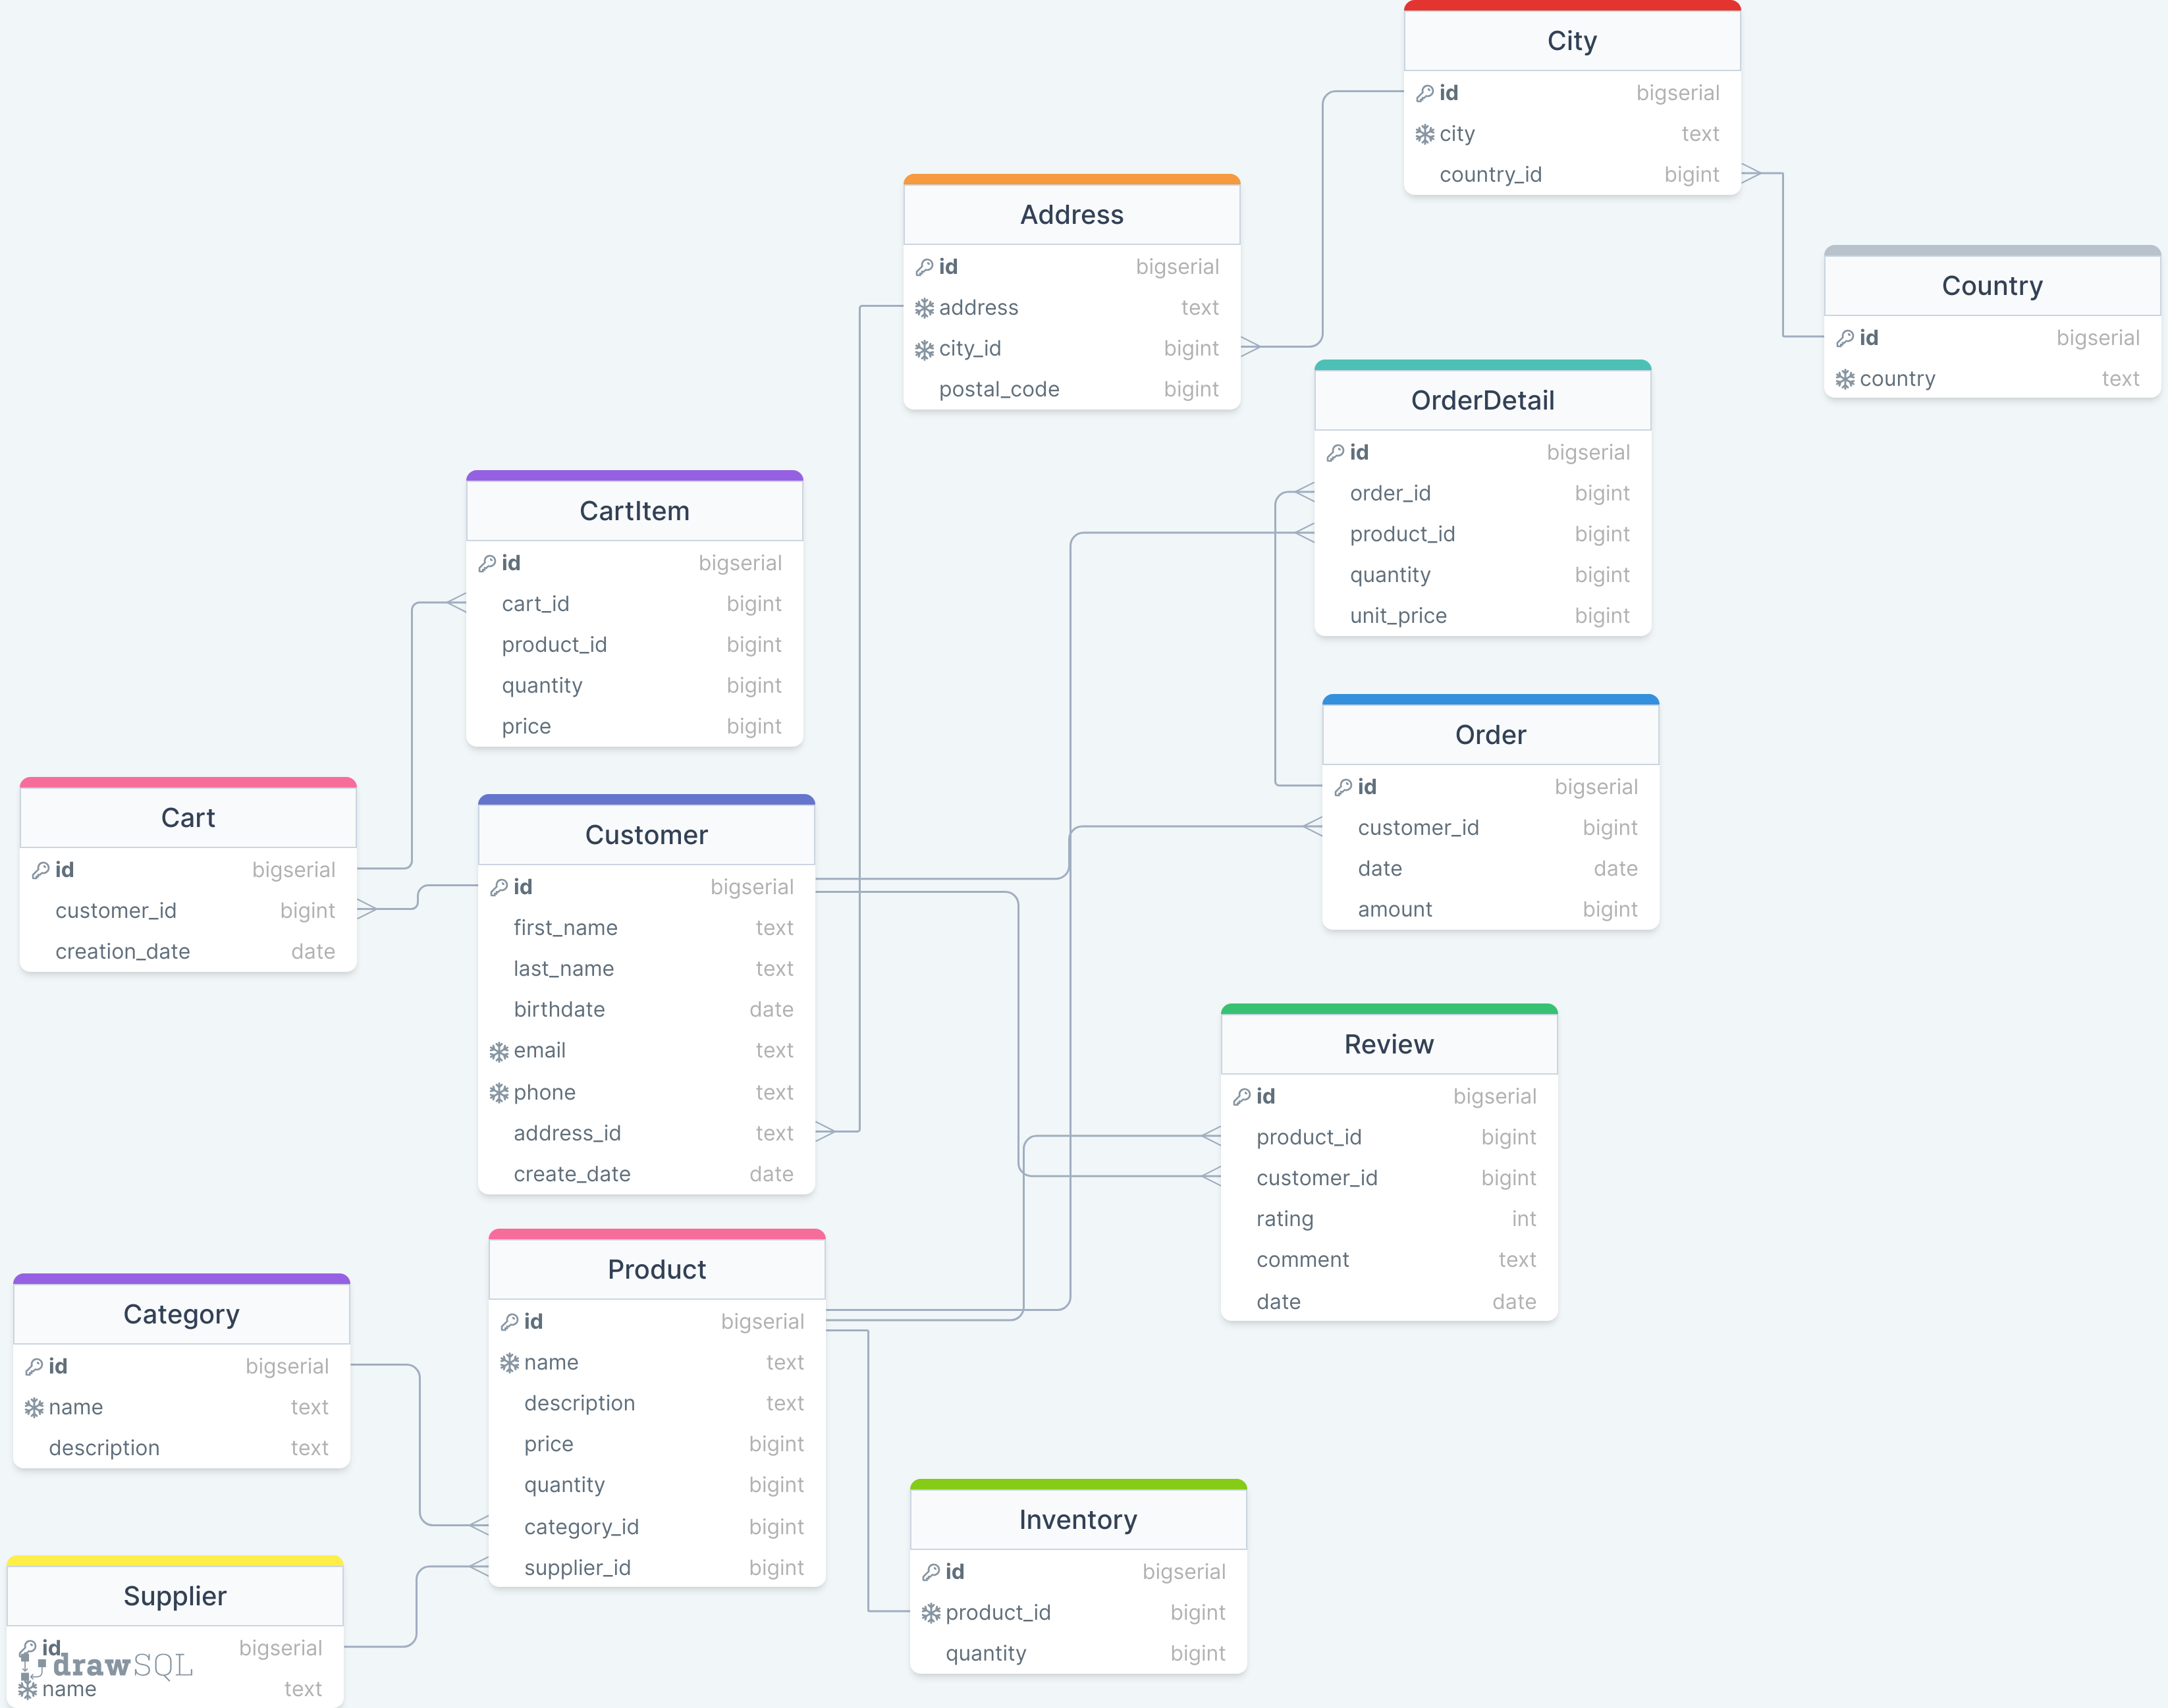 City
id bigserial
city text
country_id bigint
Address
id bigserial
address text
city_id bigint
postal_code bigint
Country
id bigserial
country text
OrderDetail
id bigserial
order_id bigint
product_id bigint
quantity bigint
unit_price bigint
CartItem
id bigserial
cart_id bigint
product_id bigint
quantity bigint
price bigint
Order
id bigserial
customer_id bigint
date date
amount bigint
Cart
id bigserial
customer_id bigint
creation_date date
Customer
id bigserial
first_name text
last_name text
birthdate date
email text
phone text
address_id text
create_date date
Review
id bigserial
product_id bigint
customer_id bigint
rating int
comment text
date date
Product
id bigserial
name text
description text
price bigint
quantity bigint
category_id bigint
supplier_id bigint
Category
id bigserial
name text
description text
Inventory
id bigserial
product_id bigint
quantity bigint
Supplier
id bigserial
drawSQL
name text